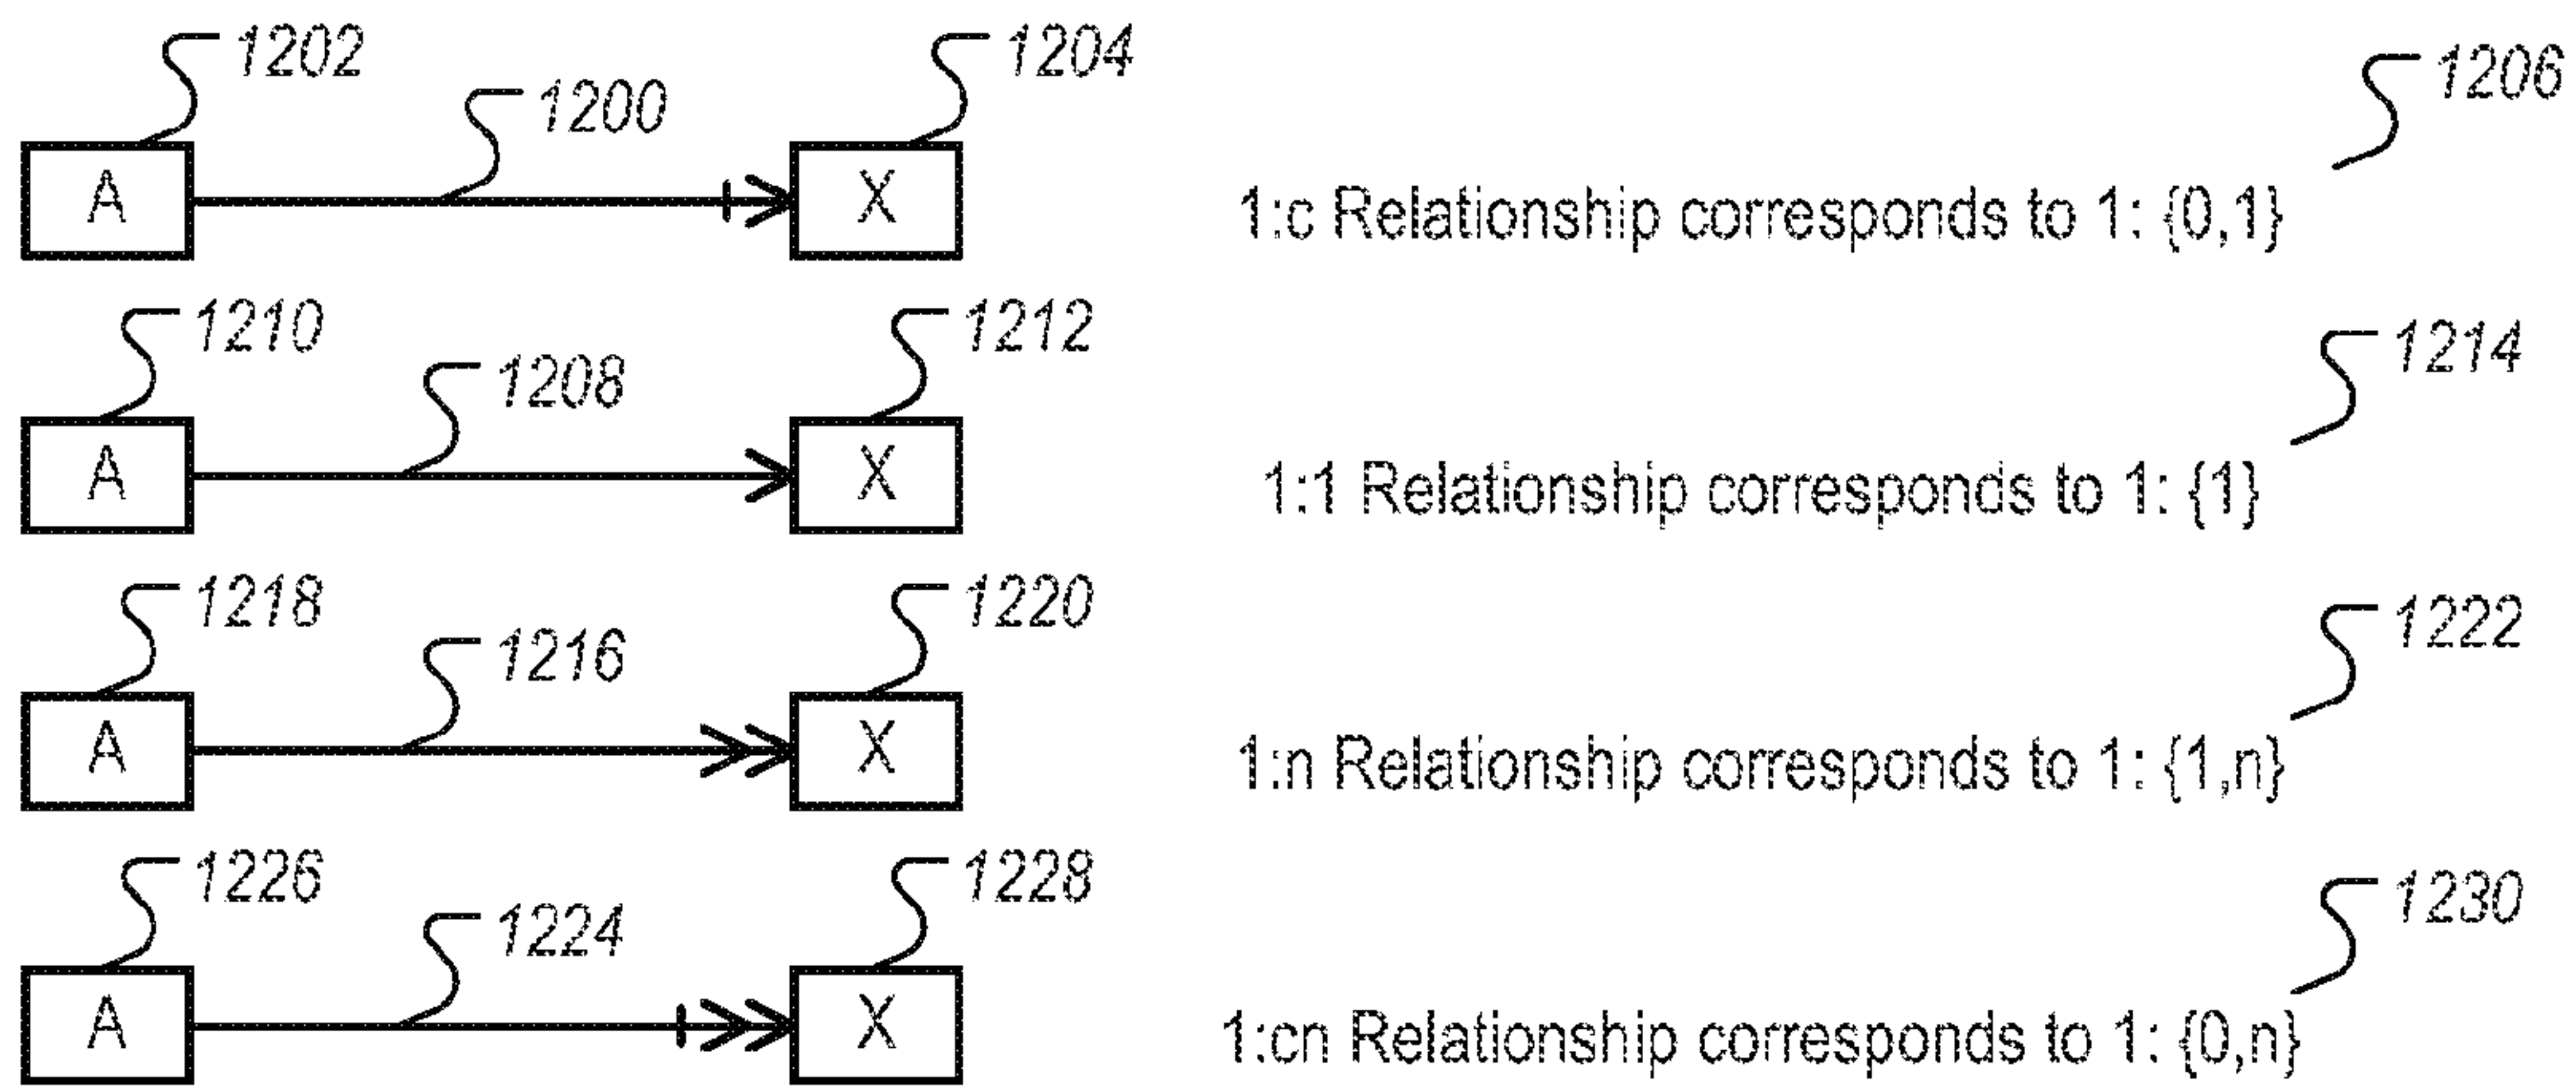 1202
1204
1206
1200
A
X
1:c Relationship corresponds to 1: {0,1}
1210
1212
1214
1208
A
X
1:1 Relationship corresponds to 1: {1}
1218
1220
1222
1216
A
X
1:n Relationship corresponds to 1: {1,n}
1226
1228
1230
1224
A
X
1:cn Relationship corresponds to 1: {0,n}